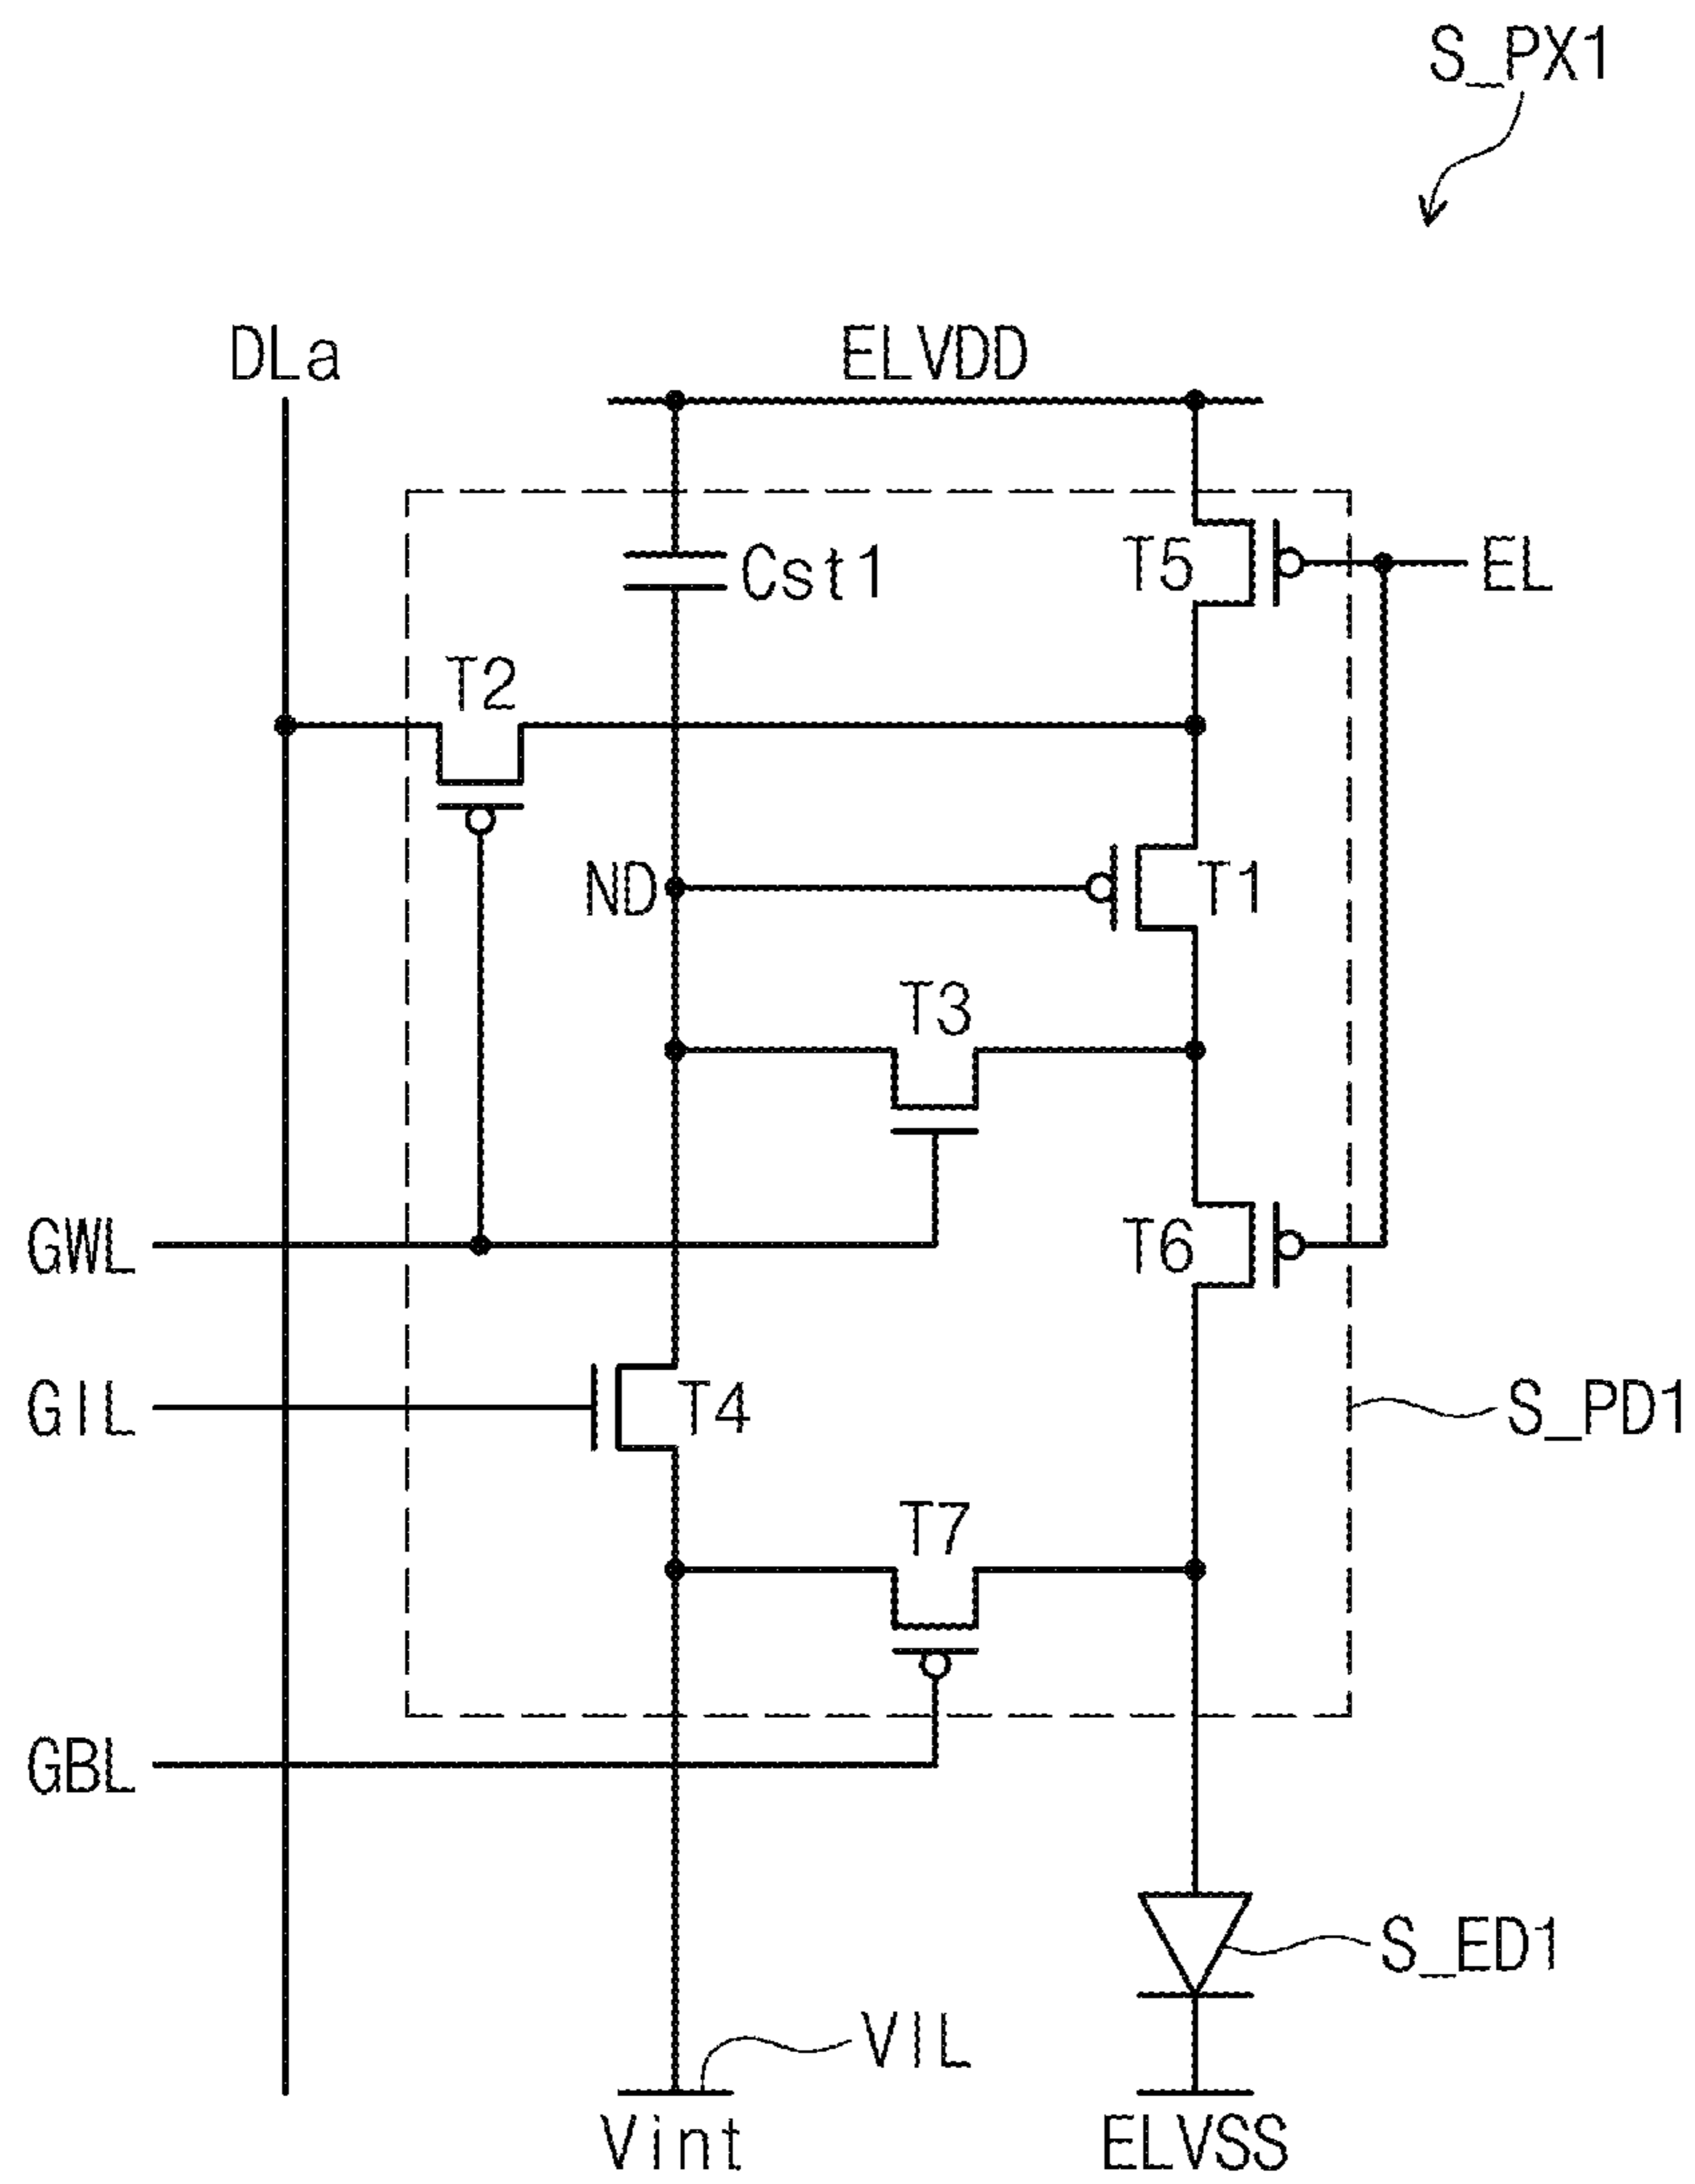 S_PX1
DLa
ELVDD
Cst1
T5
EL
T2
ND
T1
T3
GWL
T6
GIL
T4
S_PD1
T7
GBL
S_ED1
VIL
Vint
ELVSS